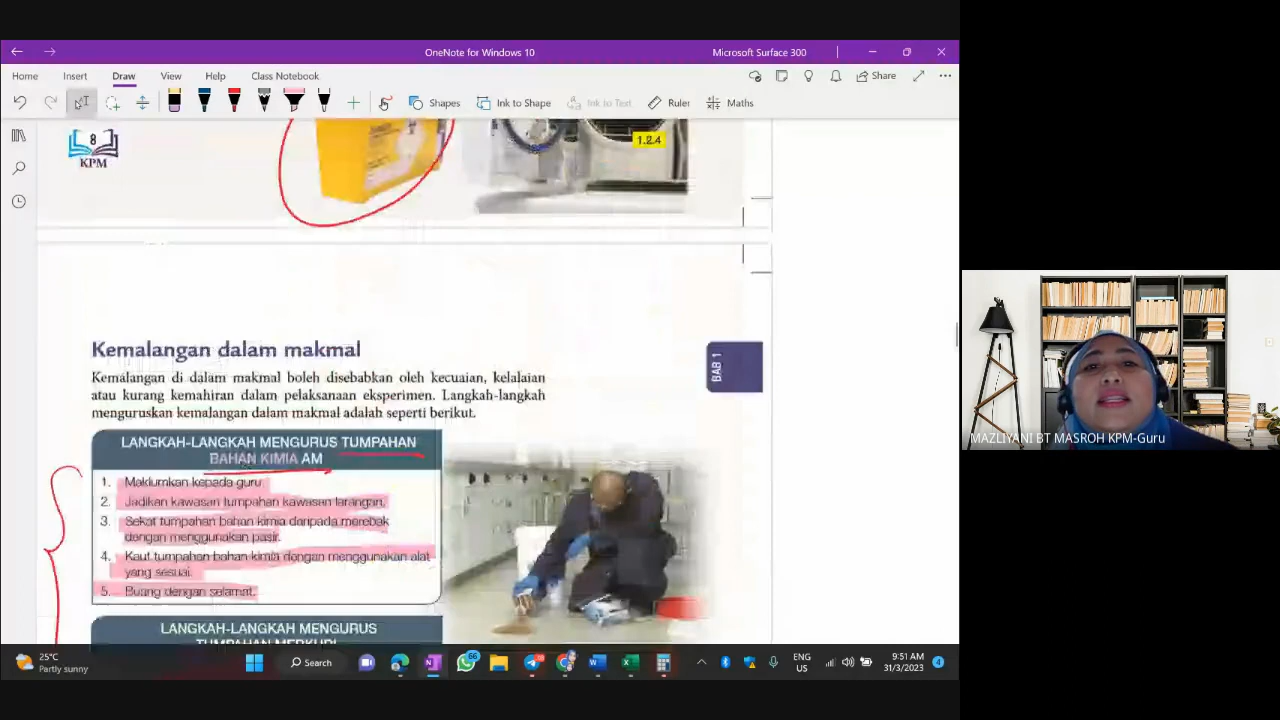 OneNote for Windows 10
Microsoft Surface 300
Home Insert Draw View Help Class Notebook
Share
Shapes Ink to Shape Ink to Text Ruler Maths
8
KPM
1.2.4
Kemalangan dalam makmal
Kemalangan di dalam makmal boleh disebabkan oleh kecuaian, kelalaian
atau kurang kemahiran dalam pelaksanaan eksperimen. Langkah-langkah
menguruskan kemalangan dalam makmal adalah seperti berikut.
BAB 1
LANGKAH-LANGKAH MENGURUS TUMPAHAN
BAHAN KIMIA AM
1. Maklumkan kepada guru.
2. Jadikan kawasan tumpahan kawasan larangan.
3. Sekat tumpahan bahan kimia daripada merebak
dengan menggunakan pasir.
4. Kaut tumpahan bahan kimia dengan menggunakan alat
yang sesuai.
5. Buang dengan selamat.
LANGKAH-LANGKAH MENGURUS
TUMPAHAN MERKURI
MAZLIYANI BT MASROH KPM-Guru
25°C
Partly sunny
Search
66
ENG
US
9:51 AM
31/3/2023
4